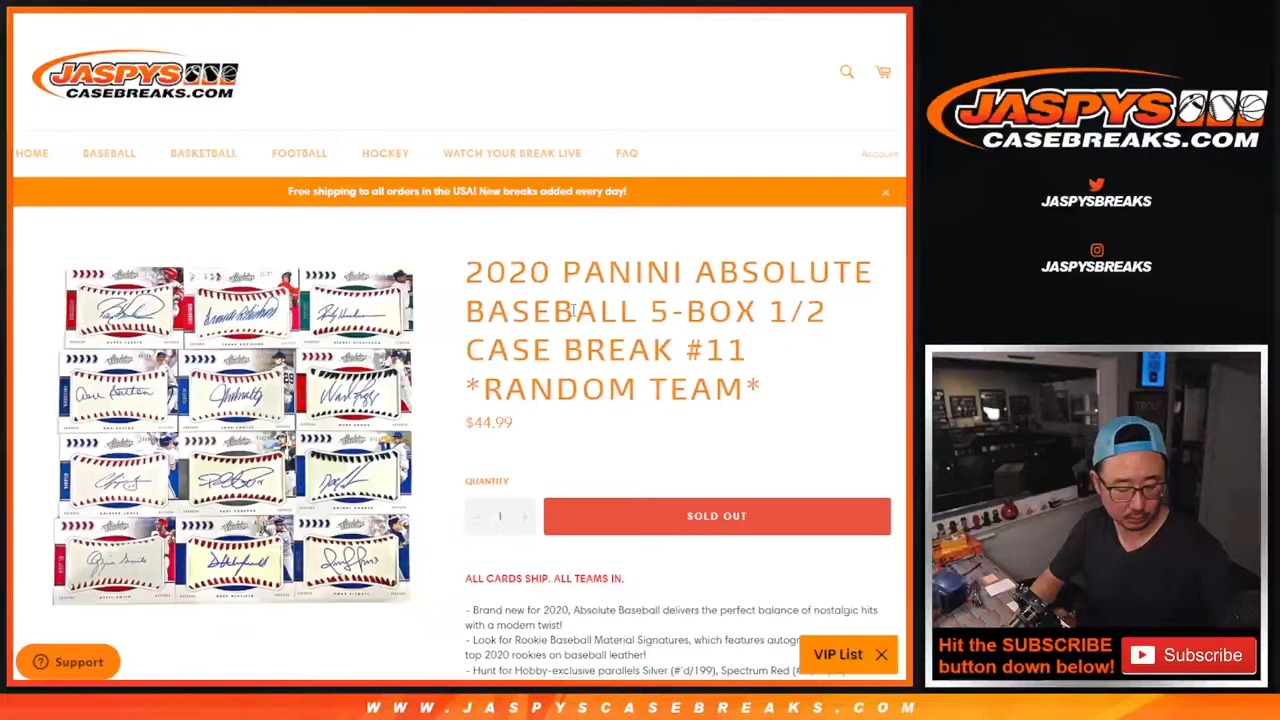 JASPYS
CASEBREAKS.COM
HOME BASEBALL BASKETBALL FOOTBALL HOCKEY WATCH YOUR BREAK LIVE FAQ Account
Free shipping to all orders in the USA! New breaks added every day! ×
2020 PANINI ABSOLUTE
BASEBALL 5-BOX 1/2
CASE BREAK #11
*RANDOM TEAM*
$44.99
QUANTITY
- 1 +
SOLD OUT
ALL CARDS SHIP. ALL TEAMS IN.
- Brand new for 2020, Absolute Baseball delivers the perfect balance of nostalgic hits
with a modern twist!
- Look for Rookie Baseball Material Signatures, which features
top 2020 rookies on baseball leather!
- Hunt for Hobby-exclusive parallels Silver (#'d/199), Spectrum Red
Support
VIP List
JASPYS
CASEBREAKS.COM
JASPYSBREAKS
JASPYSBREAKS
Hit the SUBSCRIBE
button down below!
Subscribe
WWW.JASPYSCASEBREAKS.COM